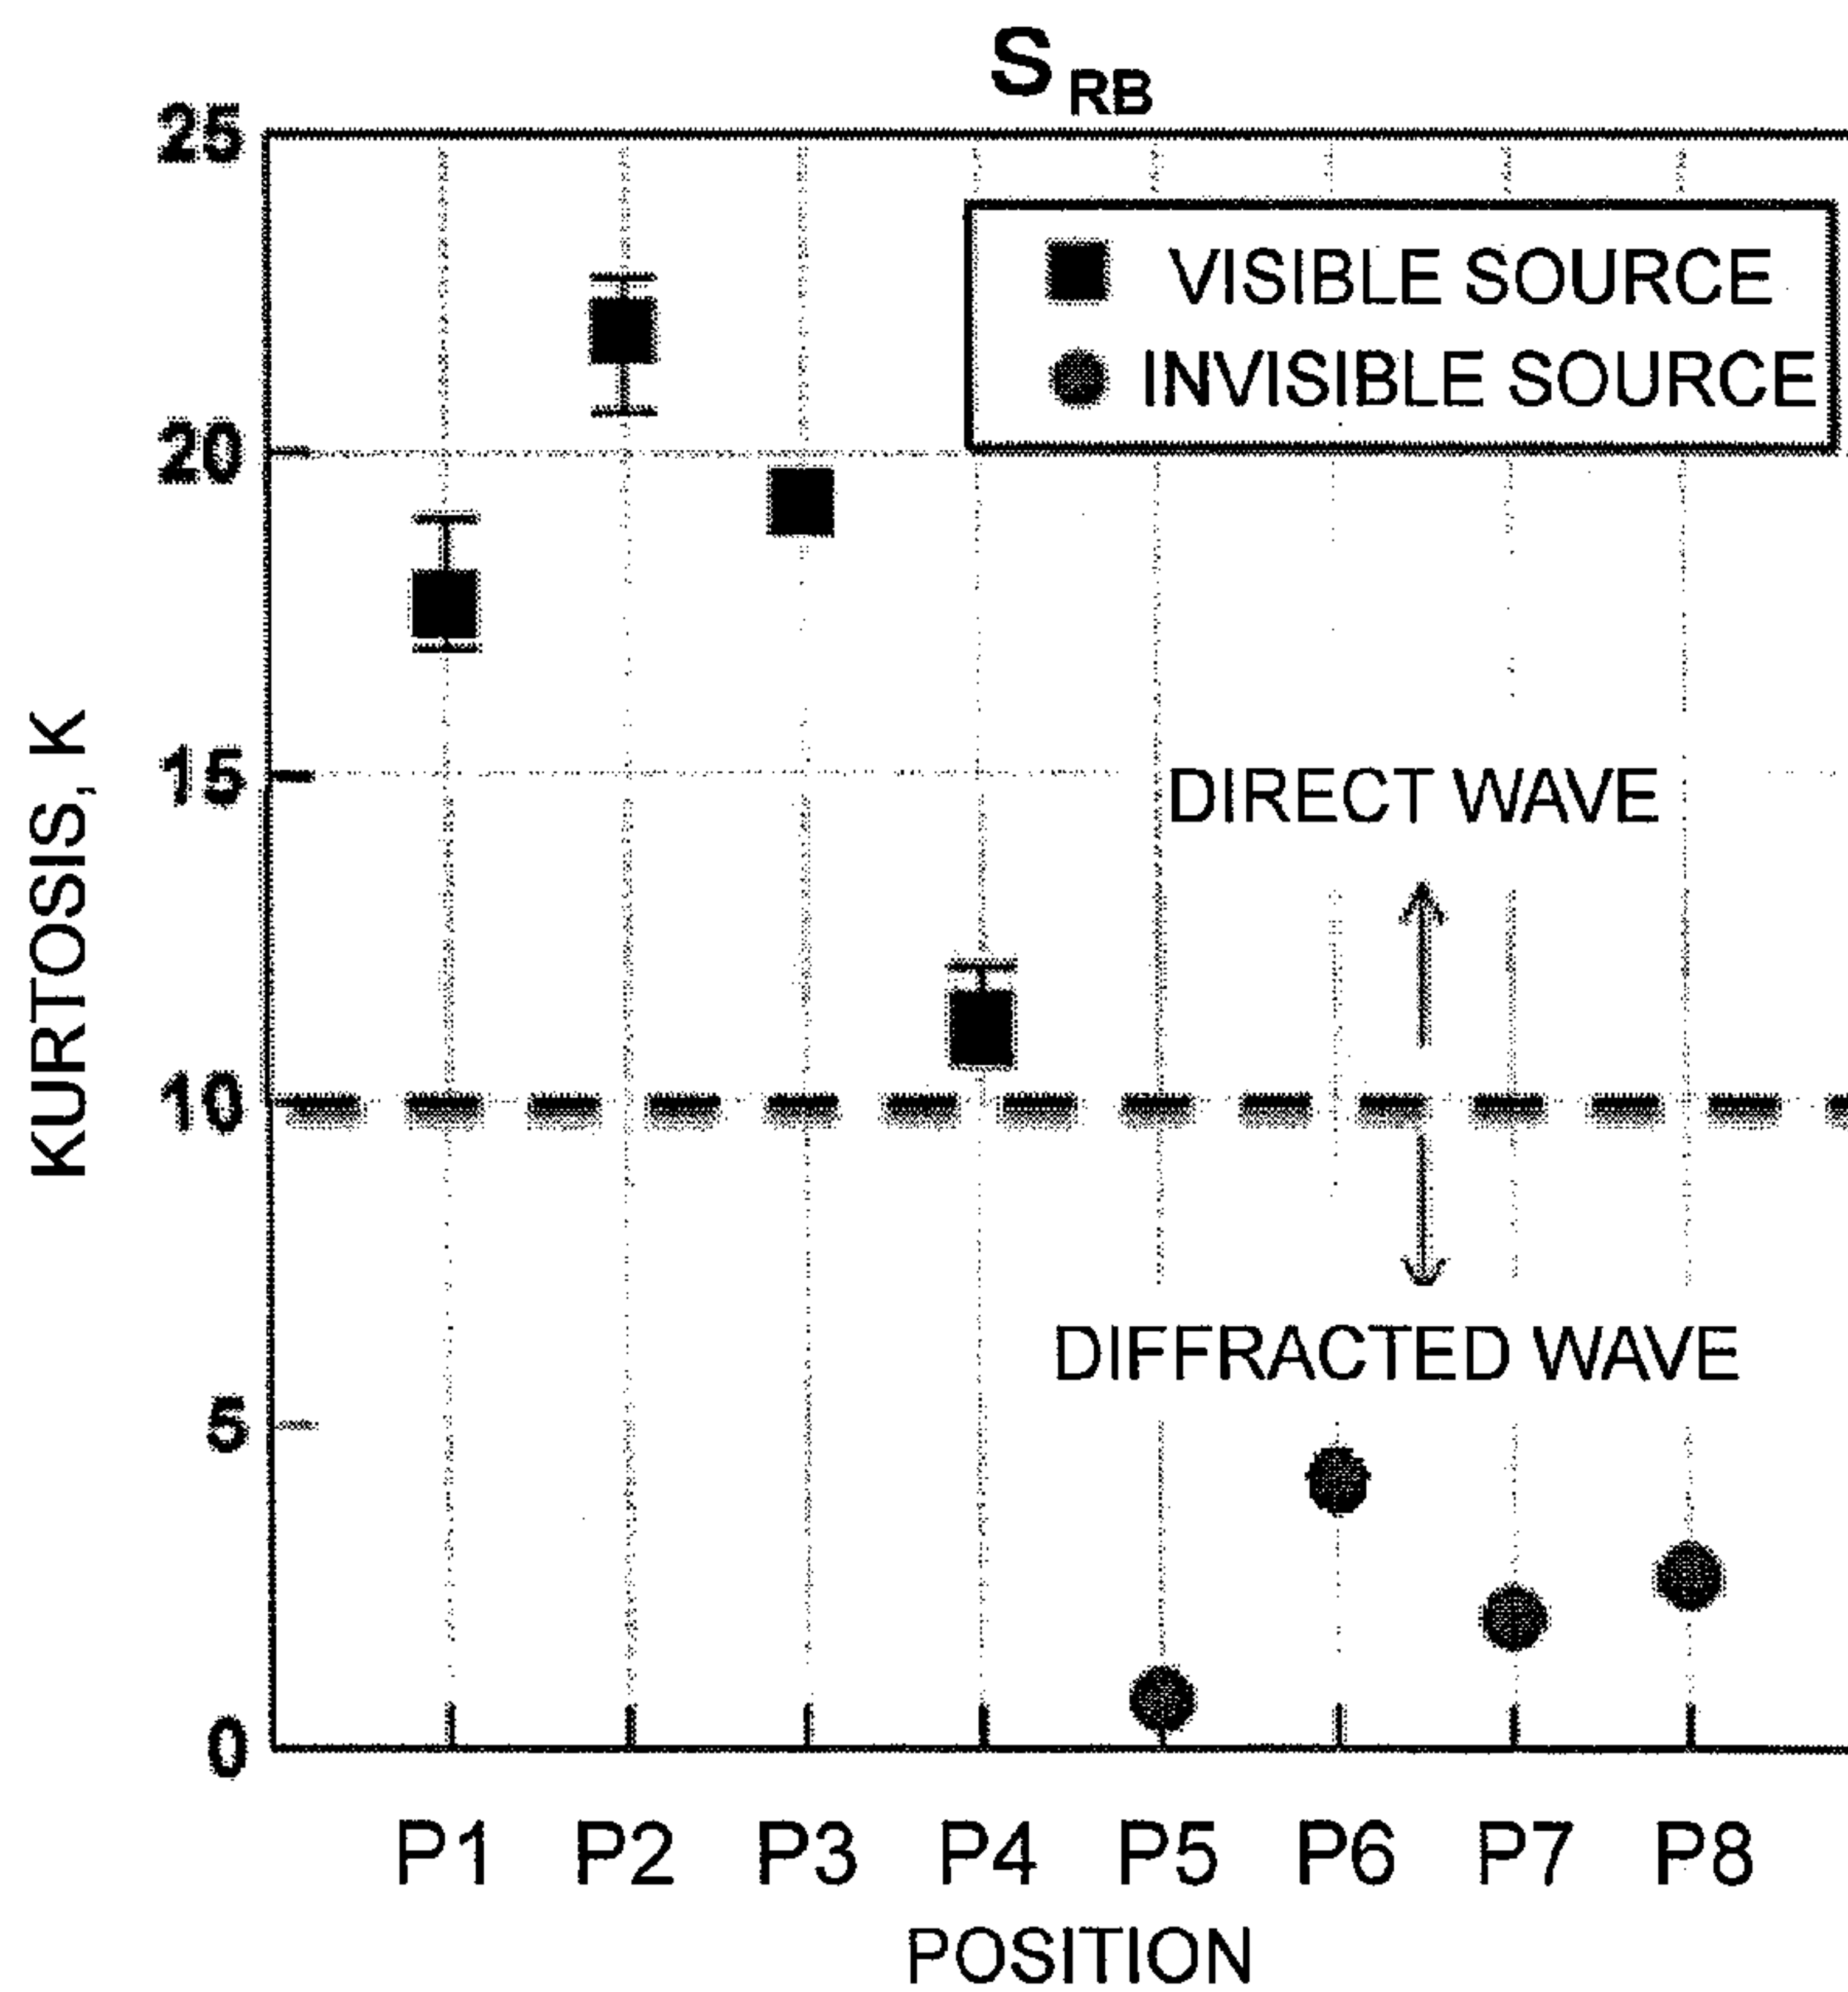 S RB
25
VISIBLE SOURCE
INVISIBLE SOURCE
20
15
DIRECT WAVE
KURTOSIS, K
10
DIFFRACTED WAVE
5
0
P1 P2 P3 P4 P5 P6 P7 P8
POSITION